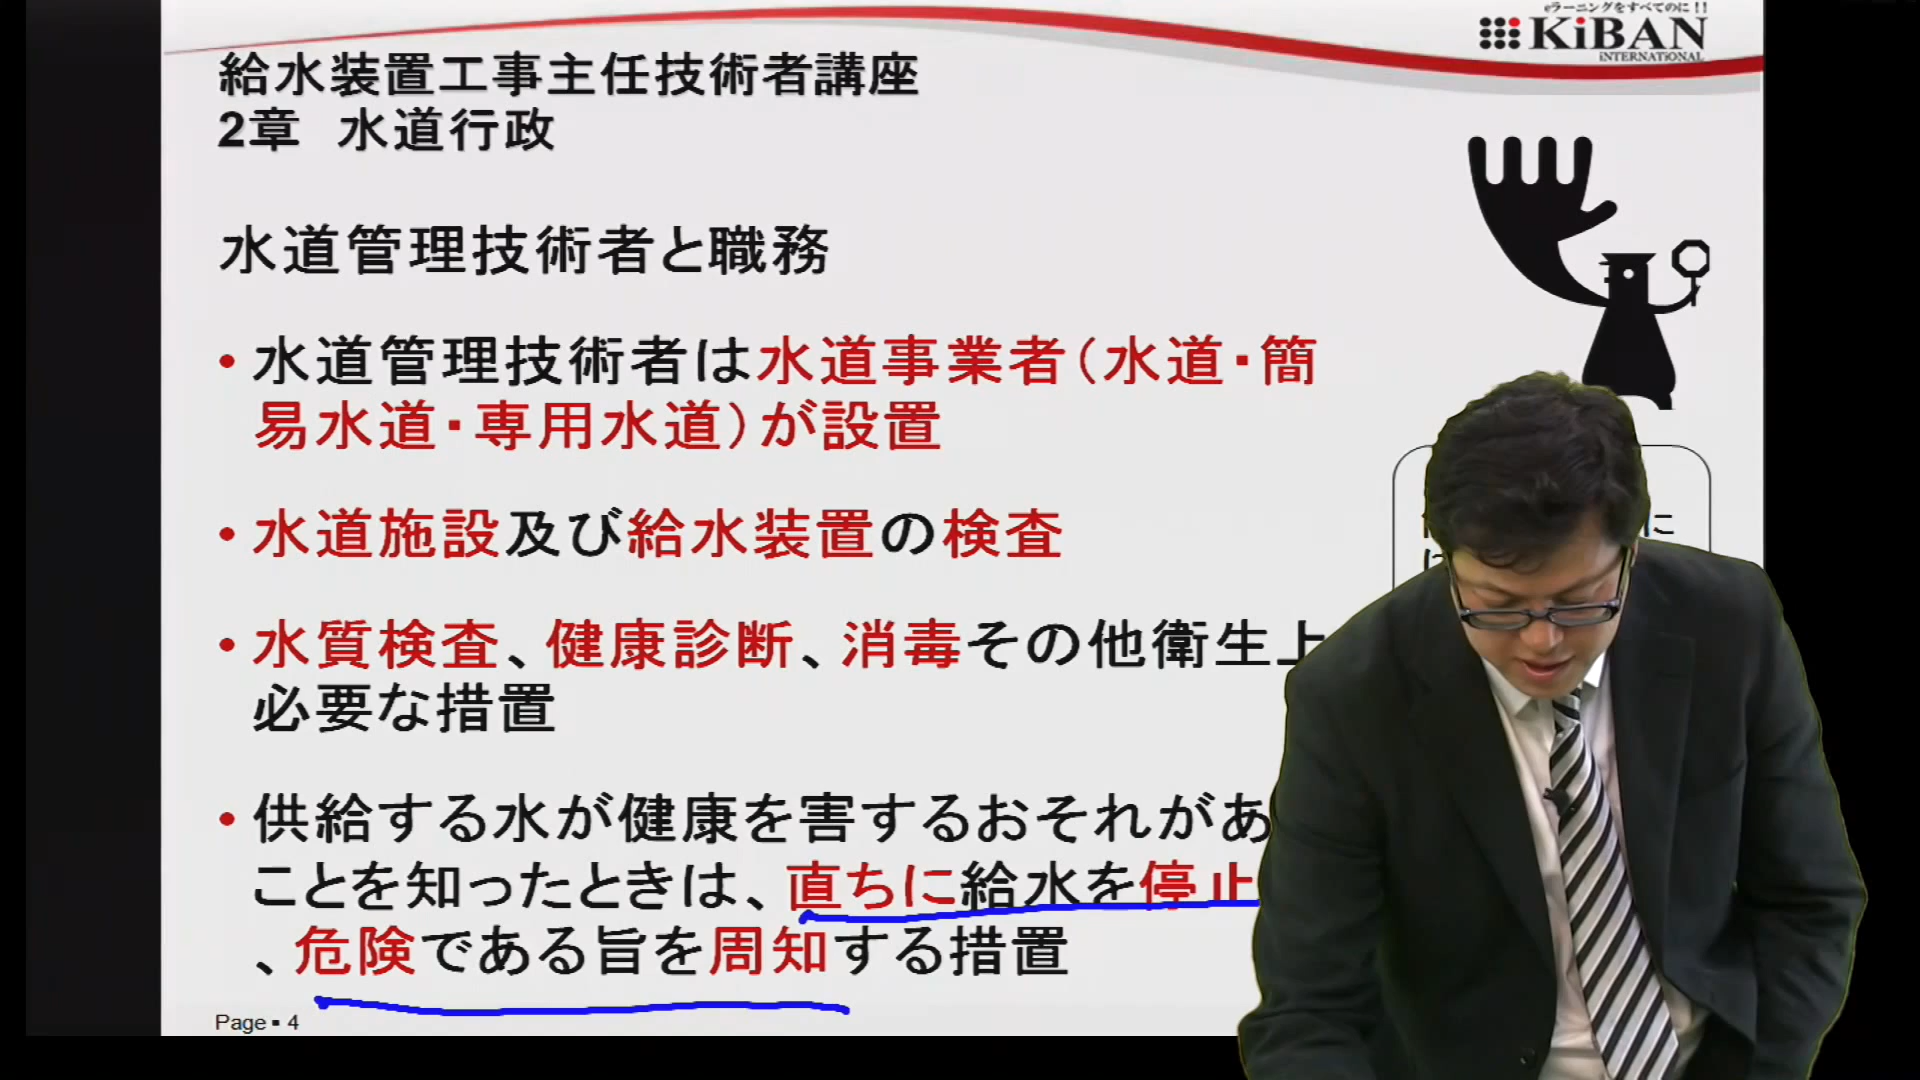 eラーニングをすべてのに!!
KiBAN
INTERNATiONAL
給水装置工事主任技術者講座
2章 水道行政
水道管理技術者と職務
• 水道管理技術者は水道事業者(水道・簡
易水道・専用水道)が設置
• 水道施設及び給水装置の検査
• 水質検査、健康診断、消毒その他衛生上
必要な措置
• 供給する水が健康を害するおそれがあ
ことを知ったときは、直ちに給水を停止
、危険である旨を周知する措置
に
Page ▪ 4